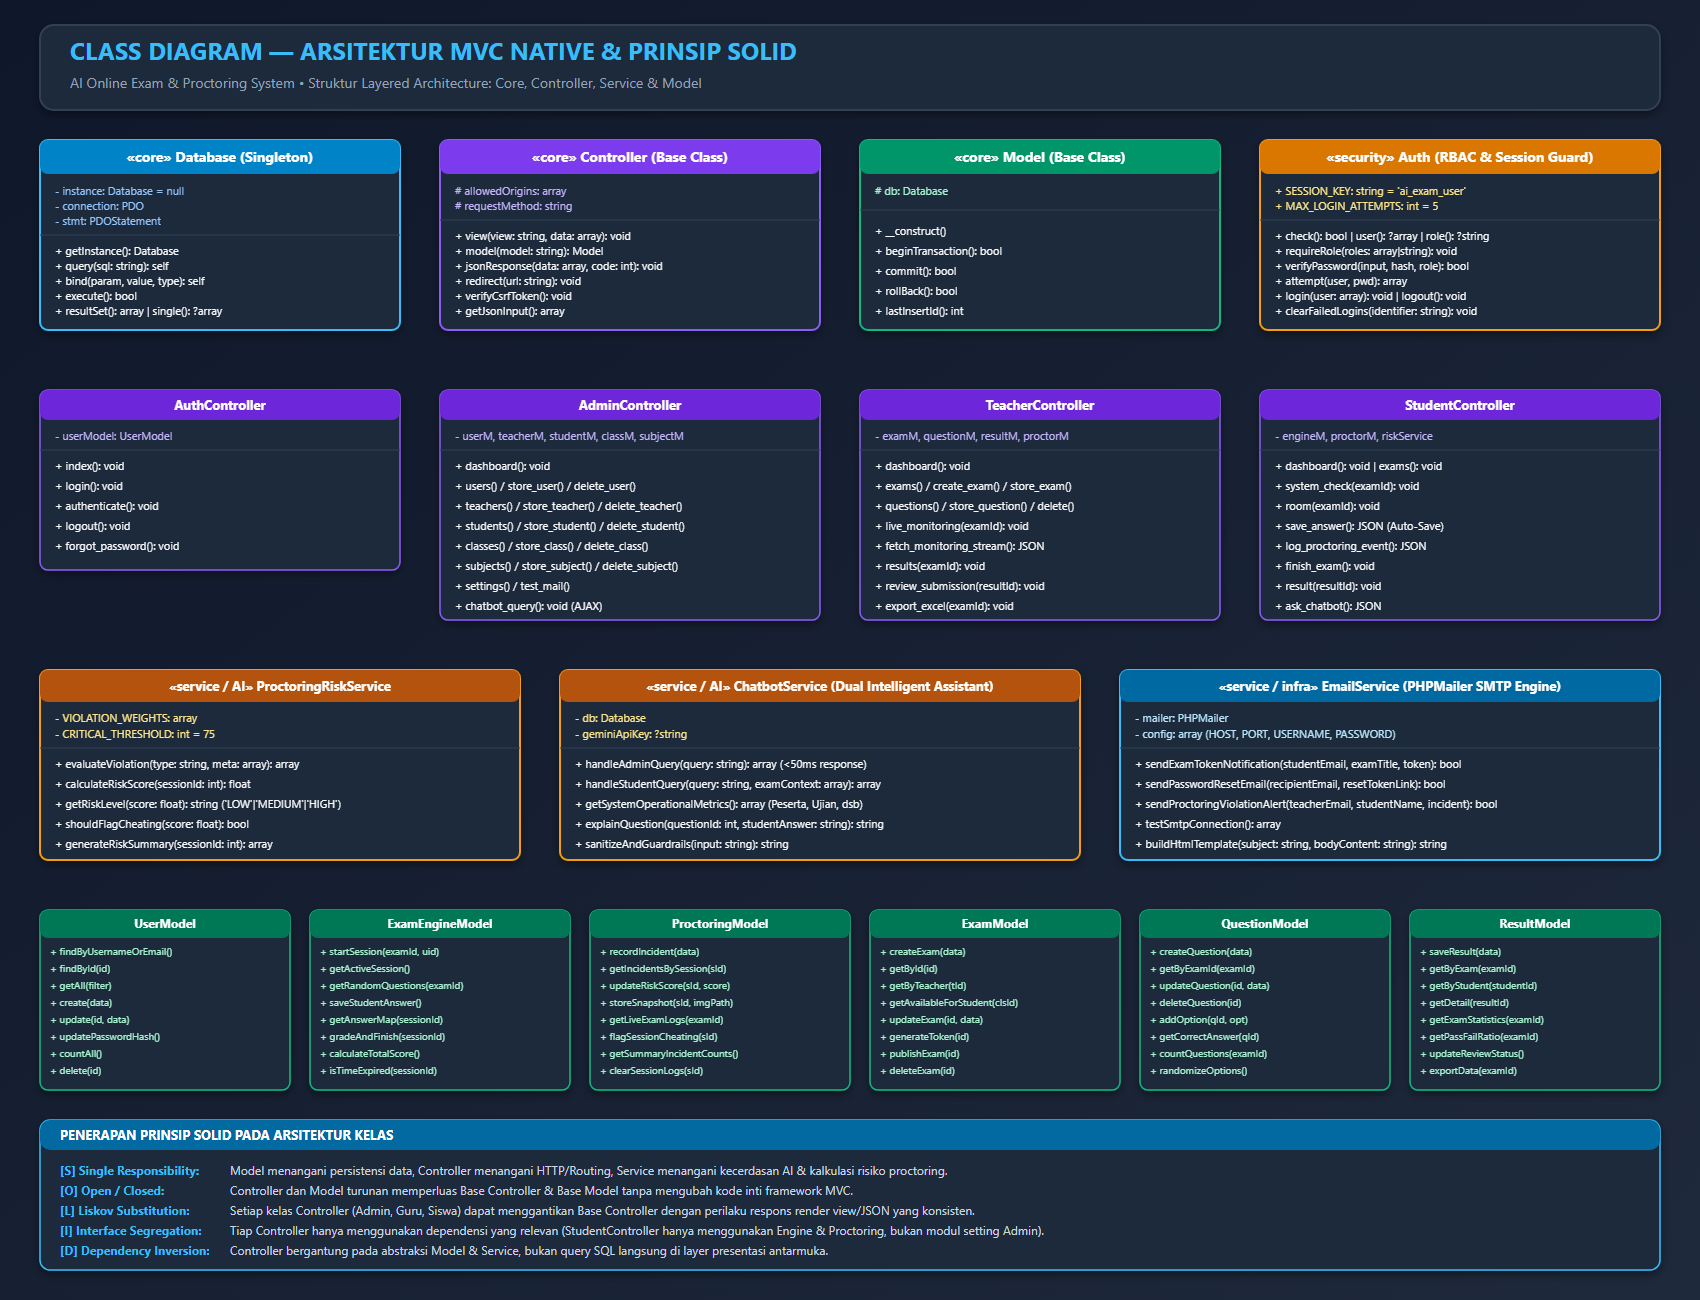 CLASS DIAGRAM — ARSITEKTUR MVC NATIVE & PRINSIP SOLID
AI Online Exam & Proctoring System • Struktur Layered Architecture: Core, Controller, Service & Model
«core» Database (Singleton)
- instance: Database = null
- connection: PDO
- stmt: PDOStatement
+ getInstance(): Database
+ query(sql: string): self
+ bind(param, value, type): self
+ execute(): bool
+ resultSet(): array | single(): ?array
«core» Controller (Base Class)
# allowedOrigins: array
# requestMethod: string
+ view(view: string, data: array): void
+ model(model: string): Model
+ jsonResponse(data: array, code: int): void
+ redirect(url: string): void
+ verifyCsrfToken(): void
+ getJsonInput(): array
«core» Model (Base Class)
# db: Database
+ __construct()
+ beginTransaction(): bool
+ commit(): bool
+ rollBack(): bool
+ lastInsertId(): int
«security» Auth (RBAC & Session Guard)
+ SESSION_KEY: string = 'ai_exam_user'
+ MAX_LOGIN_ATTEMPTS: int = 5
+ check(): bool | user(): ?array | role(): ?string
+ requireRole(roles: array|string): void
+ verifyPassword(input, hash, role): bool
+ attempt(user, pwd): array
+ login(user: array): void | logout(): void
+ clearFailedLogins(identifier: string): void
AuthController
- userModel: UserModel
+ index(): void
+ login(): void
+ authenticate(): void
+ logout(): void
+ forgot_password(): void
AdminController
- userM, teacherM, studentM, classM, subjectM
+ dashboard(): void
+ users() / store_user() / delete_user()
+ teachers() / store_teacher() / delete_teacher()
+ students() / store_student() / delete_student()
+ classes() / store_class() / delete_class()
+ subjects() / store_subject() / delete_subject()
+ settings() / test_mail()
+ chatbot_query(): void (AJAX)
TeacherController
- examM, questionM, resultM, proctorM
+ dashboard(): void
+ exams() / create_exam() / store_exam()
+ questions() / store_question() / delete()
+ live_monitoring(examId): void
+ fetch_monitoring_stream(): JSON
+ results(examId): void
+ review_submission(resultId): void
+ export_excel(examId): void
StudentController
- engineM, proctorM, riskService
+ dashboard(): void | exams(): void
+ system_check(examId): void
+ room(examId): void
+ save_answer(): JSON (Auto-Save)
+ log_proctoring_event(): JSON
+ finish_exam(): void
+ result(resultId): void
+ ask_chatbot(): JSON
«service / AI» ProctoringRiskService
- VIOLATION_WEIGHTS: array
- CRITICAL_THRESHOLD: int = 75
+ evaluateViolation(type: string, meta: array): array
+ calculateRiskScore(sessionId: int): float
+ getRiskLevel(score: float): string ('LOW'|'MEDIUM'|'HIGH')
+ shouldFlagCheating(score: float): bool
+ generateRiskSummary(sessionId: int): array
«service / AI» ChatbotService (Dual Intelligent Assistant)
- db: Database
- geminiApiKey: ?string
+ handleAdminQuery(query: string): array (<50ms response)
+ handleStudentQuery(query: string, examContext: array): array
+ getSystemOperationalMetrics(): array (Peserta, Ujian, dsb)
+ explainQuestion(questionId: int, studentAnswer: string): string
+ sanitizeAndGuardrails(input: string): string
«service / infra» EmailService (PHPMailer SMTP Engine)
- mailer: PHPMailer
- config: array (HOST, PORT, USERNAME, PASSWORD)
+ sendExamTokenNotification(studentEmail, examTitle, token): bool
+ sendPasswordResetEmail(recipientEmail, resetTokenLink): bool
+ sendProctoringViolationAlert(teacherEmail, studentName, incident): bool
+ testSmtpConnection(): array
+ buildHtmlTemplate(subject: string, bodyContent: string): string
UserModel
+ findByUsernameOrEmail()
+ findById(id)
+ getAll(filter)
+ create(data)
+ update(id, data)
+ updatePasswordHash()
+ countAll()
+ delete(id)
ExamEngineModel
+ startSession(examId, uid)
+ getActiveSession()
+ getRandomQuestions(examId)
+ saveStudentAnswer()
+ getAnswerMap(sessionId)
+ gradeAndFinish(sessionId)
+ calculateTotalScore()
+ isTimeExpired(sessionId)
ProctoringModel
+ recordIncident(data)
+ getIncidentsBySession(sId)
+ updateRiskScore(sId, score)
+ storeSnapshot(sId, imgPath)
+ getLiveExamLogs(examId)
+ flagSessionCheating(sId)
+ getSummaryIncidentCounts()
+ clearSessionLogs(sId)
ExamModel
+ createExam(data)
+ getById(id)
+ getByTeacher(tId)
+ getAvailableForStudent(clsId)
+ updateExam(id, data)
+ generateToken(id)
+ publishExam(id)
+ deleteExam(id)
QuestionModel
+ createQuestion(data)
+ getByExamId(examId)
+ updateQuestion(id, data)
+ deleteQuestion(id)
+ addOption(qId, opt)
+ getCorrectAnswer(qId)
+ countQuestions(examId)
+ randomizeOptions()
ResultModel
+ saveResult(data)
+ getByExam(examId)
+ getByStudent(studentId)
+ getDetail(resultId)
+ getExamStatistics(examId)
+ getPassFailRatio(examId)
+ updateReviewStatus()
+ exportData(examId)
PENERAPAN PRINSIP SOLID PADA ARSITEKTUR KELAS
[S] Single Responsibility: Model menangani persistensi data, Controller menangani HTTP/Routing, Service menangani kecerdasan AI & kalkulasi risiko proctoring.
[O] Open / Closed: Controller dan Model turunan memperluas Base Controller & Base Model tanpa mengubah kode inti framework MVC.
[L] Liskov Substitution: Setiap kelas Controller (Admin, Guru, Siswa) dapat menggantikan Base Controller dengan perilaku respons render view/JSON yang konsisten.
[I] Interface Segregation: Tiap Controller hanya menggunakan dependensi yang relevan (StudentController hanya menggunakan Engine & Proctoring, bukan modul setting Admin).
[D] Dependency Inversion: Controller bergantung pada abstraksi Model & Service, bukan query SQL langsung di layer presentasi antarmuka.